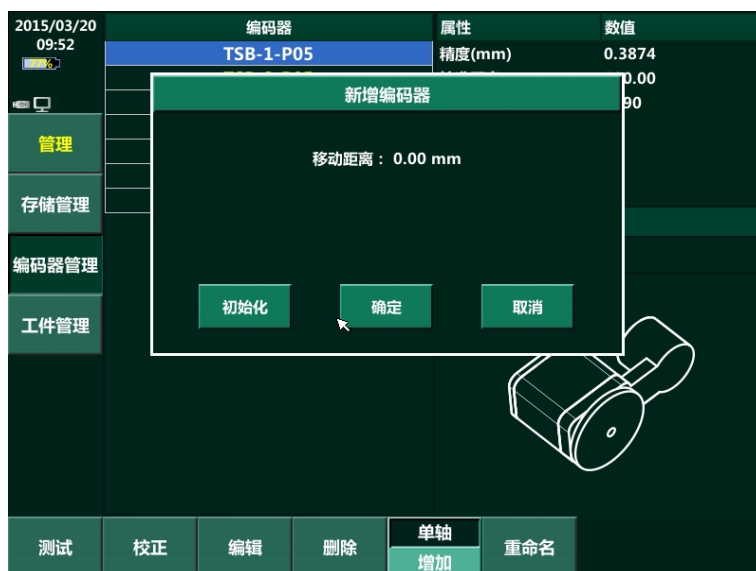 2015/03/20
09:52
77%
编码器
属性
数值
TSB-1-P05
精度(mm)
0.3874
0.00
90
新增编码器
移动距离： 0.00 mm
初始化
确定
取消
管理
存储管理
编码器管理
工件管理
测试
校正
编辑
删除
单轴
增加
重命名